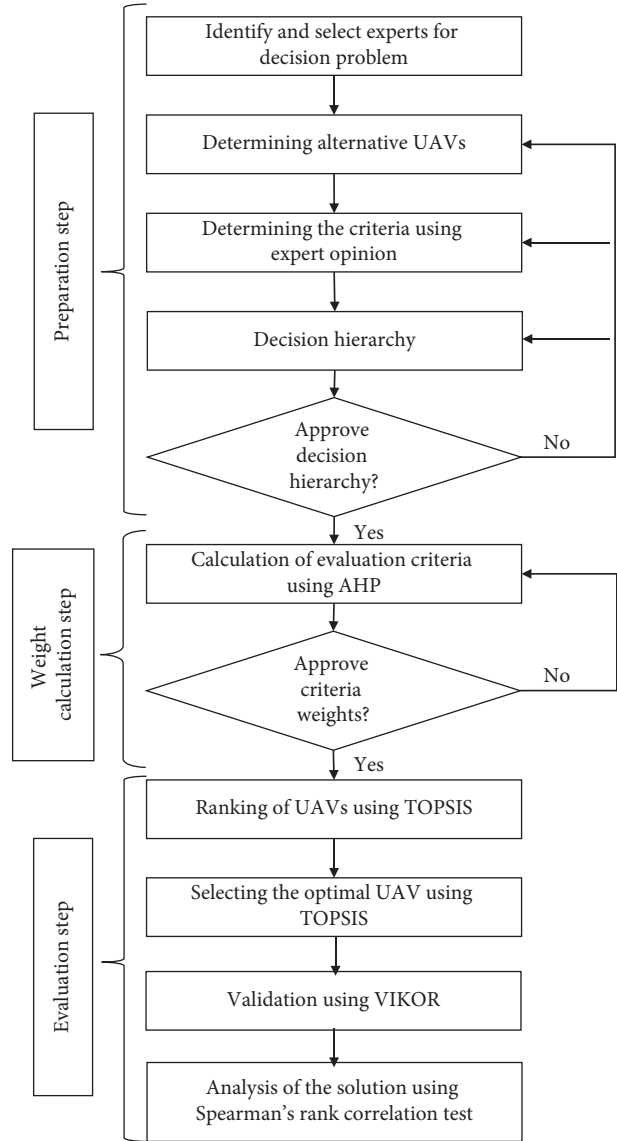 Preparation step
Identify and select experts for
decision problem
Determining alternative UAVs
Determining the criteria using
expert opinion
Decision hierarchy
Approve
decision
hierarchy?
No
Yes
Weight
calculation step
Calculation of evaluation criteria
using AHP
Approve
criteria
weights?
No
Yes
Evaluation step
Ranking of UAVs using TOPSIS
Selecting the optimal UAV using
TOPSIS
Validation using VIKOR
Analysis of the solution using
Spearman's rank correlation test